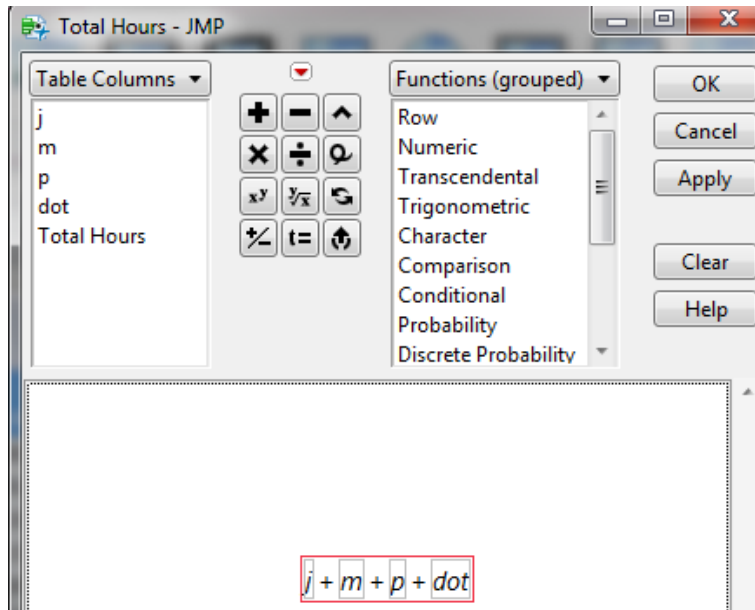 Total Hours - JMP
Table Columns
j
m
p
dot
Total Hours
x^y
y√x
t=
Functions (grouped)
Row
Numeric
Transcendental
Trigonometric
Character
Comparison
Conditional
Probability
Discrete Probability
OK
Cancel
Apply
Clear
Help
j + m + p + dot